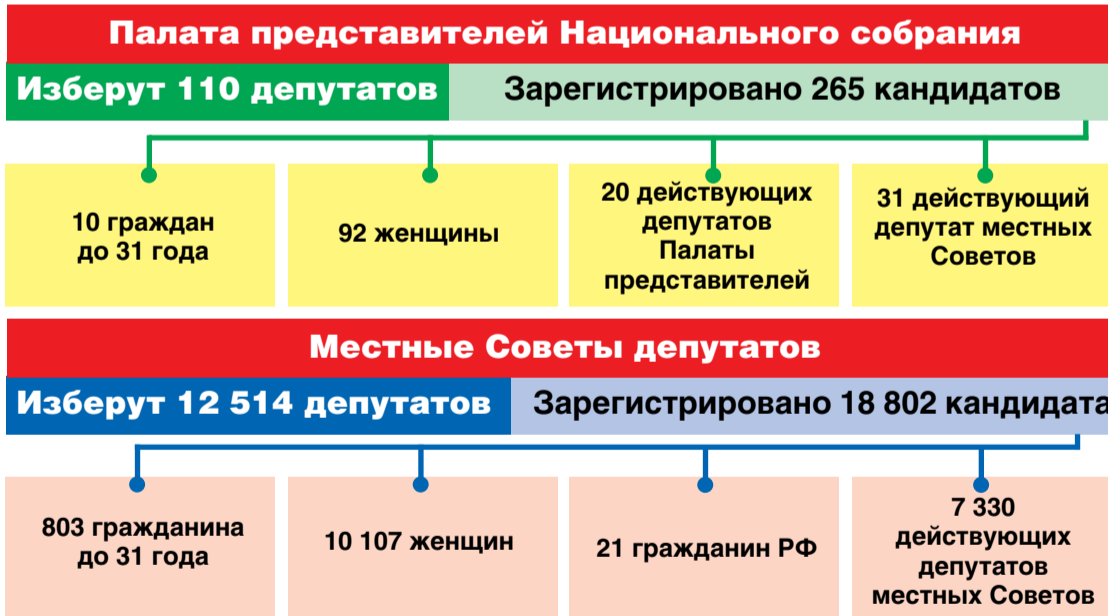 Палата представителей Национального собрания
Изберут 110 депутатов
Зарегистрировано 265 кандидатов
10 граждан
до 31 года
92 женщины
20 действующих
депутатов
Палаты
представителей
31 действующий
депутат местных
Советов
Местные Советы депутатов
Изберут 12 514 депутатов
Зарегистрировано 18 802 кандидата
803 гражданина
до 31 года
10 107 женщин
21 гражданин РФ
7 330
действующих
депутатов
местных Советов